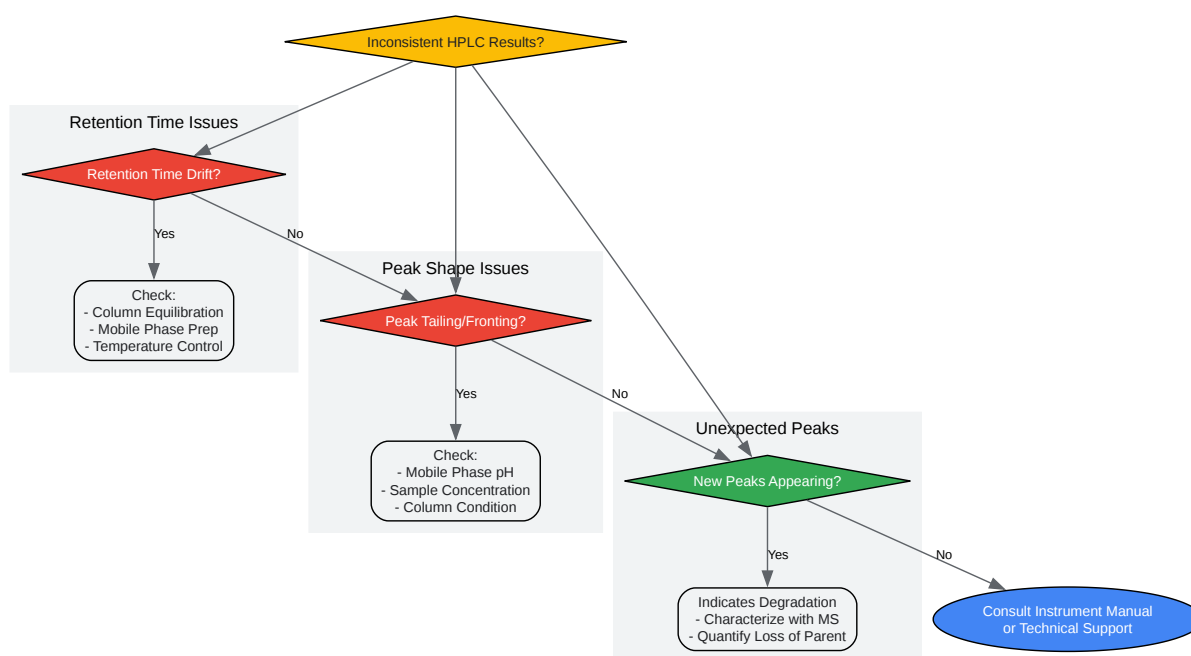 Inconsistent HPLC Results?
Retention Time Issues
Retention Time Drift?
Yes
No
Check:
- Column Equilibration
- Mobile Phase Prep
- Temperature Control
Peak Shape Issues
Peak Tailing/Fronting?
Yes
No
Check:
- Mobile Phase pH
- Sample Concentration
- Column Condition
Unexpected Peaks
New Peaks Appearing?
Yes
No
Indicates Degradation
- Characterize with MS
- Quantify Loss of Parent
Consult Instrument Manual
or Technical Support